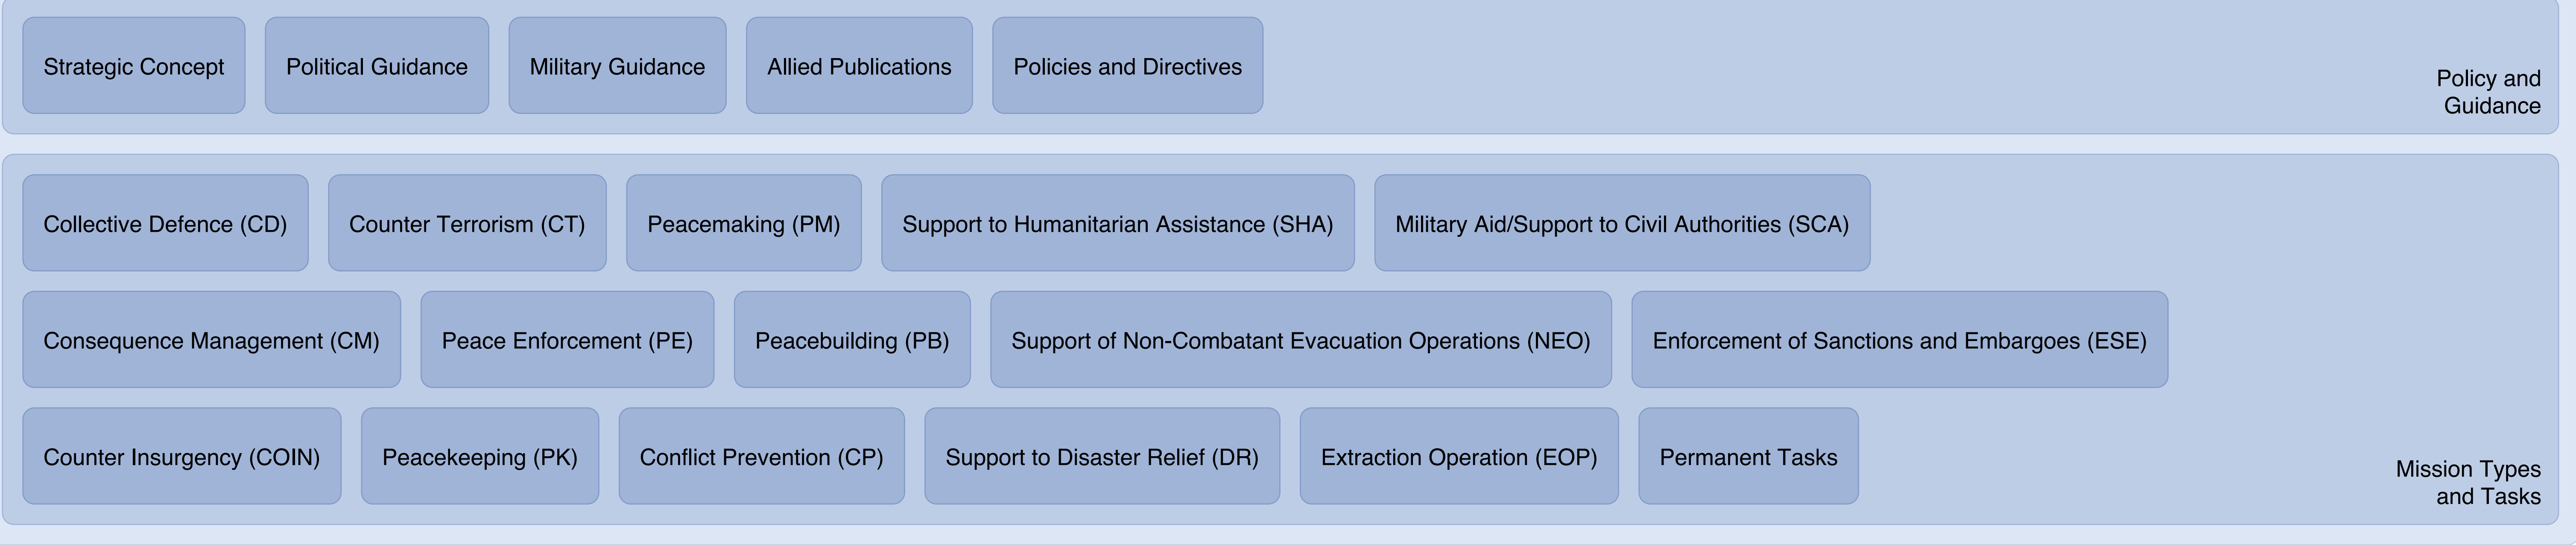 Strategic Concept
Political Guidance
Military Guidance
Allied Publications
Policies and Directives
Policy and
Guidance
Collective Defence (CD)
Counter Terrorism (CT)
Peacemaking (PM)
Support to Humanitarian Assistance (SHA)
Military Aid/Support to Civil Authorities (SCA)
Consequence Management (CM)
Peace Enforcement (PE)
Peacebuilding (PB)
Support of Non-Combatant Evacuation Operations (NEO)
Enforcement of Sanctions and Embargoes (ESE)
Counter Insurgency (COIN)
Peacekeeping (PK)
Conflict Prevention (CP)
Support to Disaster Relief (DR)
Extraction Operation (EOP)
Permanent Tasks
Mission Types
and Tasks